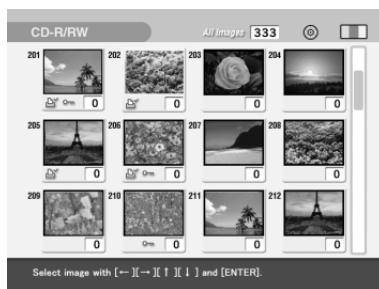 CD-R/RW All Images 333
201 202 203 204
0 0 0 0
205 206 207 208
0 0 0 0
209 210 211 212
0 0 0 0
Select image with [←][→][↑][↓] and [ENTER].